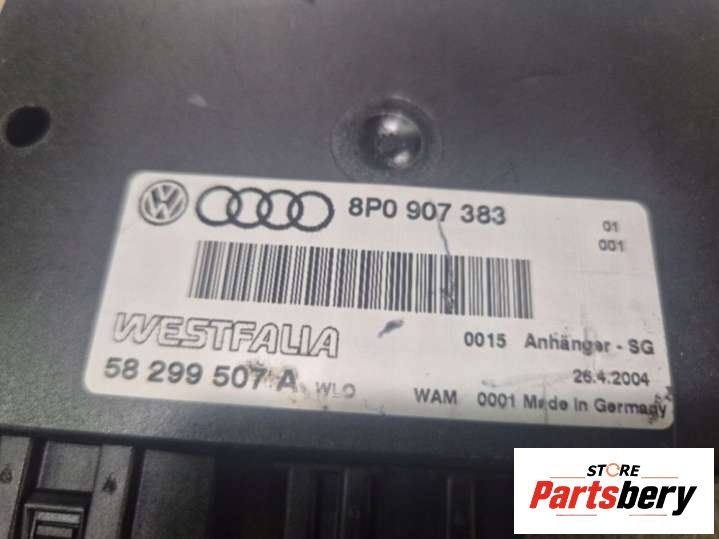 8P0 907 383
01
001
WESTFALIA
0015 Anhänger - SG
58 299 507 A WLO
26.4.2004
WAM 0001 Made in Germany
STORE
Partsbery